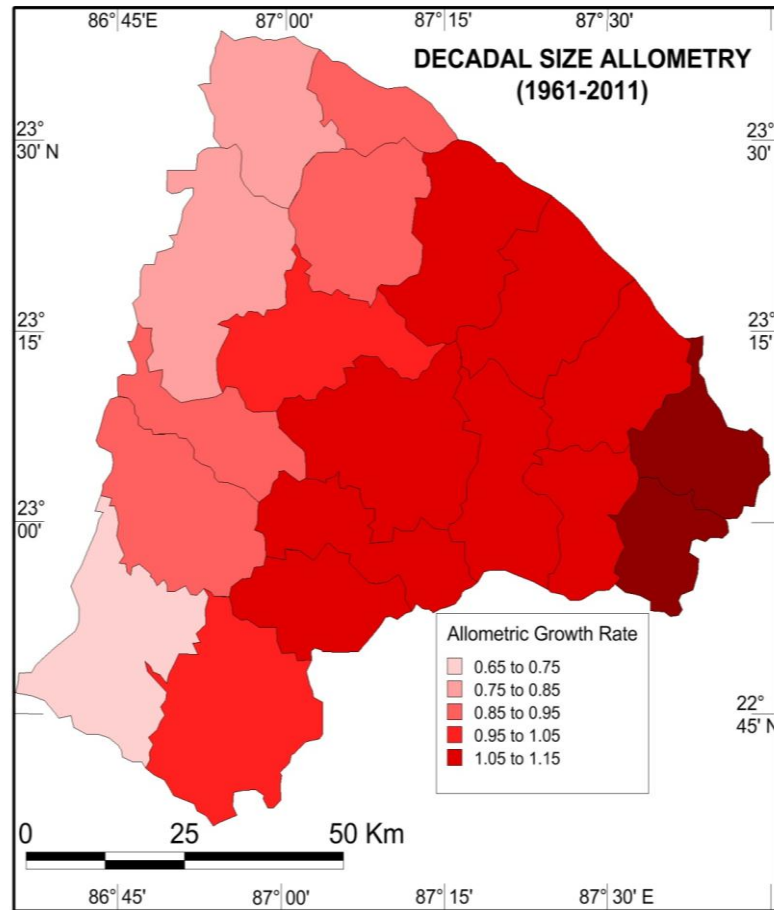 86° 45'E 87° 00' 87° 15' 87° 30'
DECADAL SIZE ALLOMETRY
(1961-2011)
23°
30' N
23°
30'
23°
15'
23°
15'
23°
00'
Allometric Growth Rate
0.65 to 0.75
0.75 to 0.85
0.85 to 0.95
0.95 to 1.05
1.05 to 1.15
22°
45' N
0 25 50 Km
86° 45' 87° 00' 87° 15' 87° 30' E